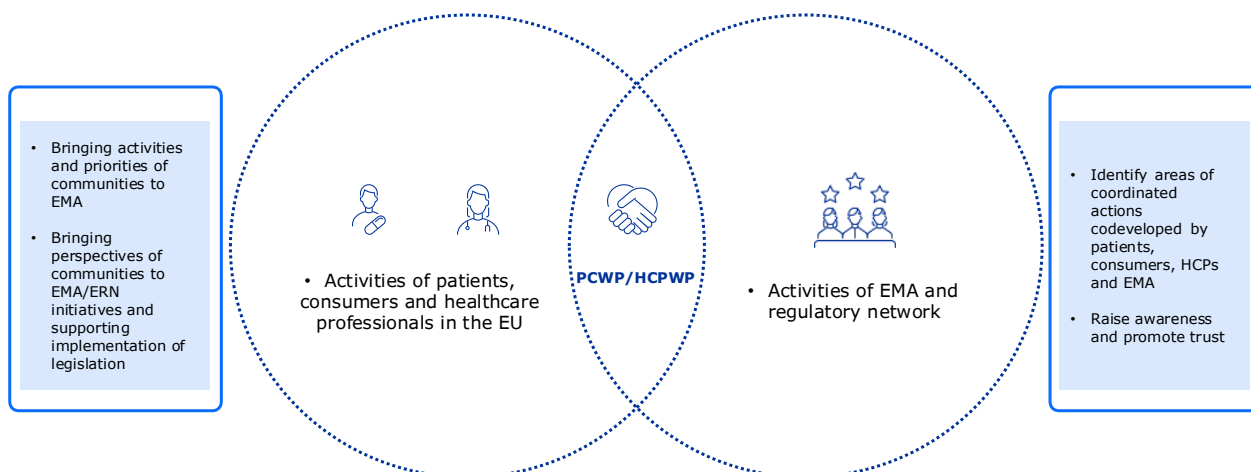 • Bringing activities
and priorities of
communities to
EMA
• Bringing
perspectives of
communities to
EMA/ERN
initiatives and
supporting
implementation of
legislation
• Activities of patients,
consumers and healthcare
professionals in the EU
PCWP/HCPWP
• Activities of EMA and
regulatory network
• Identify areas of
coordinated
actions
codeveloped by
patients,
consumers, HCPs
and EMA
• Raise awareness
and promote trust